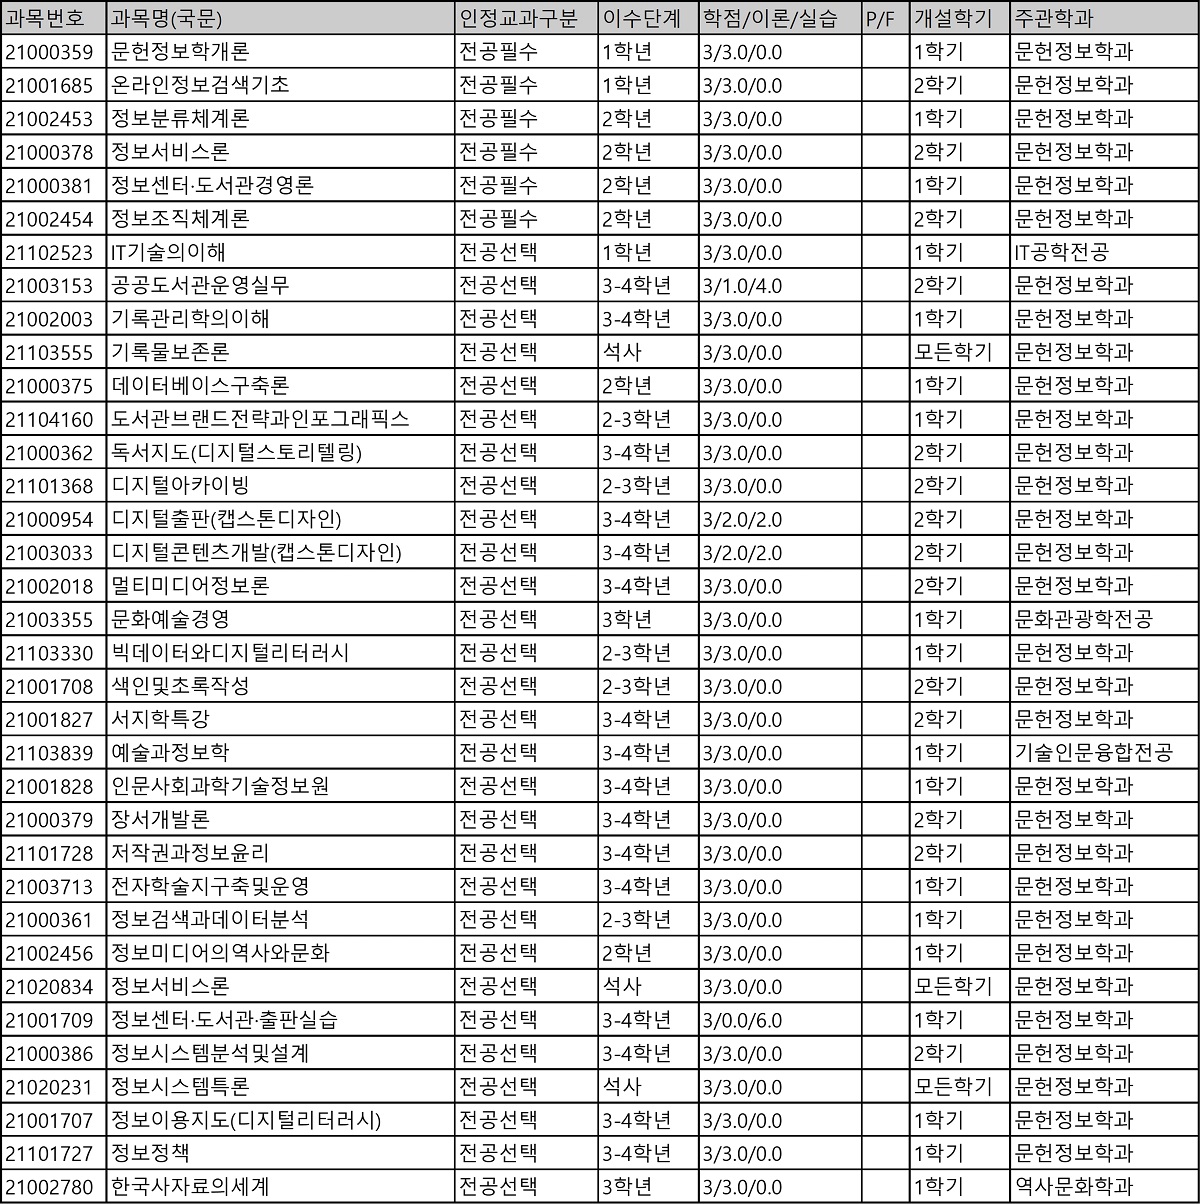 과목번호 과목명(국문) 인정교과구분 이수단계 학점/이론/실습 P/F 개설학기 주관학과
21000359 문헌정보학개론 전공필수 1학년 3/3.0/0.0 1학기 문헌정보학과
21001685 온라인정보검색기초 전공필수 1학년 3/3.0/0.0 2학기 문헌정보학과
21002453 정보분류체계론 전공필수 2학년 3/3.0/0.0 1학기 문헌정보학과
21000378 정보서비스론 전공필수 2학년 3/3.0/0.0 2학기 문헌정보학과
21000381 정보센터·도서관경영론 전공필수 2학년 3/3.0/0.0 1학기 문헌정보학과
21002454 정보조직체계론 전공필수 2학년 3/3.0/0.0 2학기 문헌정보학과
21102523 IT기술의이해 전공선택 1학년 3/3.0/0.0 1학기 IT공학전공
21003153 공공도서관운영실무 전공선택 3-4학년 3/1.0/4.0 2학기 문헌정보학과
21002003 기록관리학의이해 전공선택 3-4학년 3/3.0/0.0 1학기 문헌정보학과
21103555 기록물보존론 전공선택 석사 3/3.0/0.0 모든학기 문헌정보학과
21000375 데이터베이스구축론 전공선택 2학년 3/3.0/0.0 1학기 문헌정보학과
21104160 도서관브랜드전략과인포그래픽스 전공선택 2-3학년 3/3.0/0.0 1학기 문헌정보학과
21000362 독서지도(디지털스토리텔링) 전공선택 3-4학년 3/3.0/0.0 2학기 문헌정보학과
21101368 디지털아카이빙 전공선택 2-3학년 3/3.0/0.0 2학기 문헌정보학과
21000954 디지털출판(캡스톤디자인) 전공선택 3-4학년 3/2.0/2.0 2학기 문헌정보학과
21003033 디지털콘텐츠개발(캡스톤디자인) 전공선택 3-4학년 3/2.0/2.0 2학기 문헌정보학과
21002018 멀티미디어정보론 전공선택 3-4학년 3/3.0/0.0 2학기 문헌정보학과
21003355 문화예술경영 전공선택 3학년 3/3.0/0.0 1학기 문화관광학전공
21103330 빅데이터와디지털리터러시 전공선택 2-3학년 3/3.0/0.0 1학기 문헌정보학과
21001708 색인및초록작성 전공선택 2-3학년 3/3.0/0.0 2학기 문헌정보학과
21001827 서지학특강 전공선택 3-4학년 3/3.0/0.0 2학기 문헌정보학과
21103839 예술과정보학 전공선택 3-4학년 3/3.0/0.0 1학기 기술인문융합전공
21001828 인문사회과학기술정보원 전공선택 3-4학년 3/3.0/0.0 1학기 문헌정보학과
21000379 장서개발론 전공선택 3-4학년 3/3.0/0.0 2학기 문헌정보학과
21101728 저작권과정보윤리 전공선택 3-4학년 3/3.0/0.0 2학기 문헌정보학과
21003713 전자학술지구축및운영 전공선택 3-4학년 3/3.0/0.0 1학기 문헌정보학과
21000361 정보검색과데이터분석 전공선택 2-3학년 3/3.0/0.0 1학기 문헌정보학과
21002456 정보미디어의역사와문화 전공선택 2학년 3/3.0/0.0 1학기 문헌정보학과
21020834 정보서비스론 전공선택 석사 3/3.0/0.0 모든학기 문헌정보학과
21001709 정보센터·도서관·출판실습 전공선택 3-4학년 3/0.0/6.0 1학기 문헌정보학과
21000386 정보시스템분석및설계 전공선택 3-4학년 3/3.0/0.0 2학기 문헌정보학과
21020231 정보시스템특론 전공선택 석사 3/3.0/0.0 모든학기 문헌정보학과
21001707 정보이용지도(디지털리터러시) 전공선택 3-4학년 3/3.0/0.0 1학기 문헌정보학과
21101727 정보정책 전공선택 3-4학년 3/3.0/0.0 1학기 문헌정보학과
21002780 한국사자료의세계 전공선택 3학년 3/3.0/0.0 1학기 역사문화학과